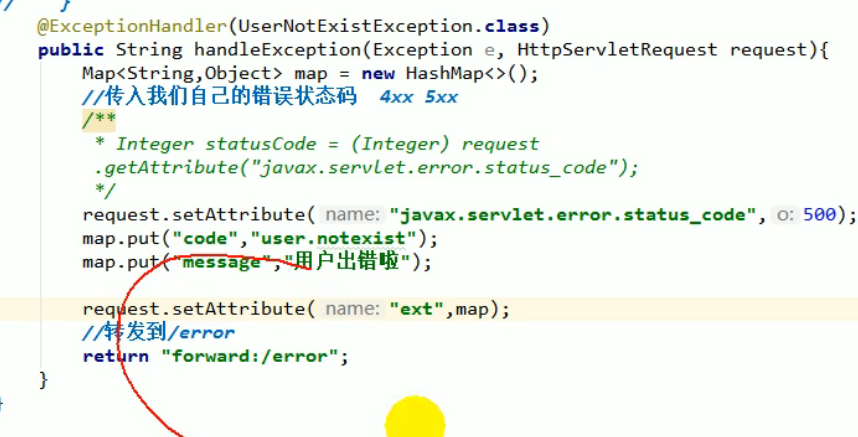 //    }
@ExceptionHandler(UserNotExistException.class)
public String handleException(Exception e, HttpServletRequest request){
Map<String,Object> map = new HashMap<>();
//传入我们自己的错误状态码  4xx 5xx
/**
* Integer statusCode = (Integer) request
.getAttribute("javax.servlet.error.status_code");
*/
request.setAttribute( name: "javax.servlet.error.status_code", o: 500);
map.put("code","user.notexist");
map.put("message","用户出错啦");
request.setAttribute( name: "ext",map);
//转发到/error
return "forward:/error";
}
}